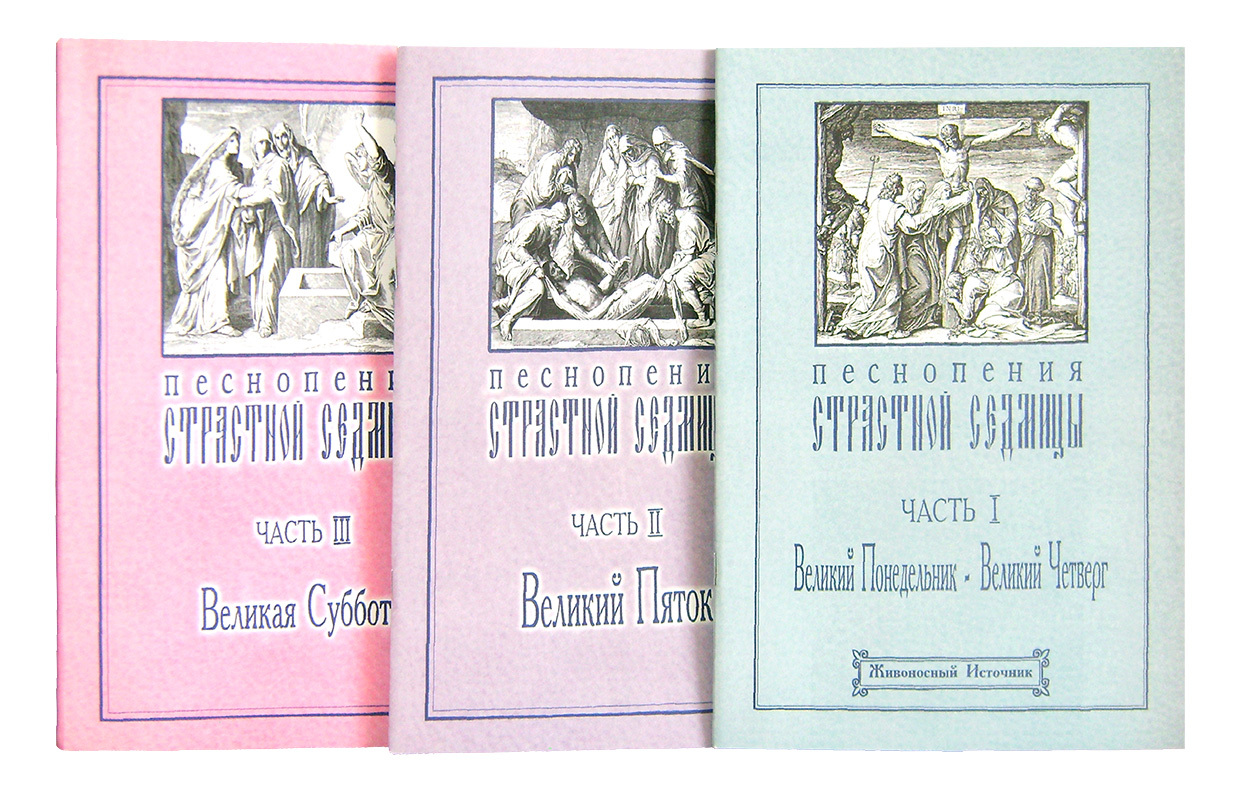 песнопени
СТРАСТНОЙ СЕДМИ
ЧАСТЬ III
Великая Суббот
песнопени
СТРАСТНОЙ СЕДМИЦ
ЧАСТЬ II
Великий Пяток
INRI
песнопения
СТРАСТНОЙ СЕДМИЦЫ
ЧАСТЬ I
Великий Понедельник - Великий Четверг
Живоносный Источник